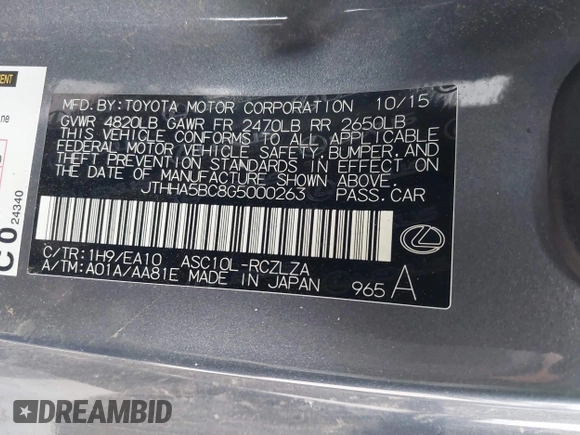 MFD.BY:TOYOTA MOTOR CORPORATION 10/15
GVWR 4820LB GAWR FR 2470LB RR 2650LB
THIS VEHICLE CONFORMS TO ALL APPLICABLE
FEDERAL MOTOR VEHICLE SAFETY, BUMPER, AND
THEFT PREVENTION STANDARDS IN EFFECT ON
THE DATE OF MANUFACTURE SHOWN ABOVE.
JTHHA5BC8G5000263 PASS.CAR
C/TR:1H9/EA10 ASC10L-RCZLZA
A/TM:A01A/AA81E MADE IN JAPAN
965 A
24340
DREAMBID